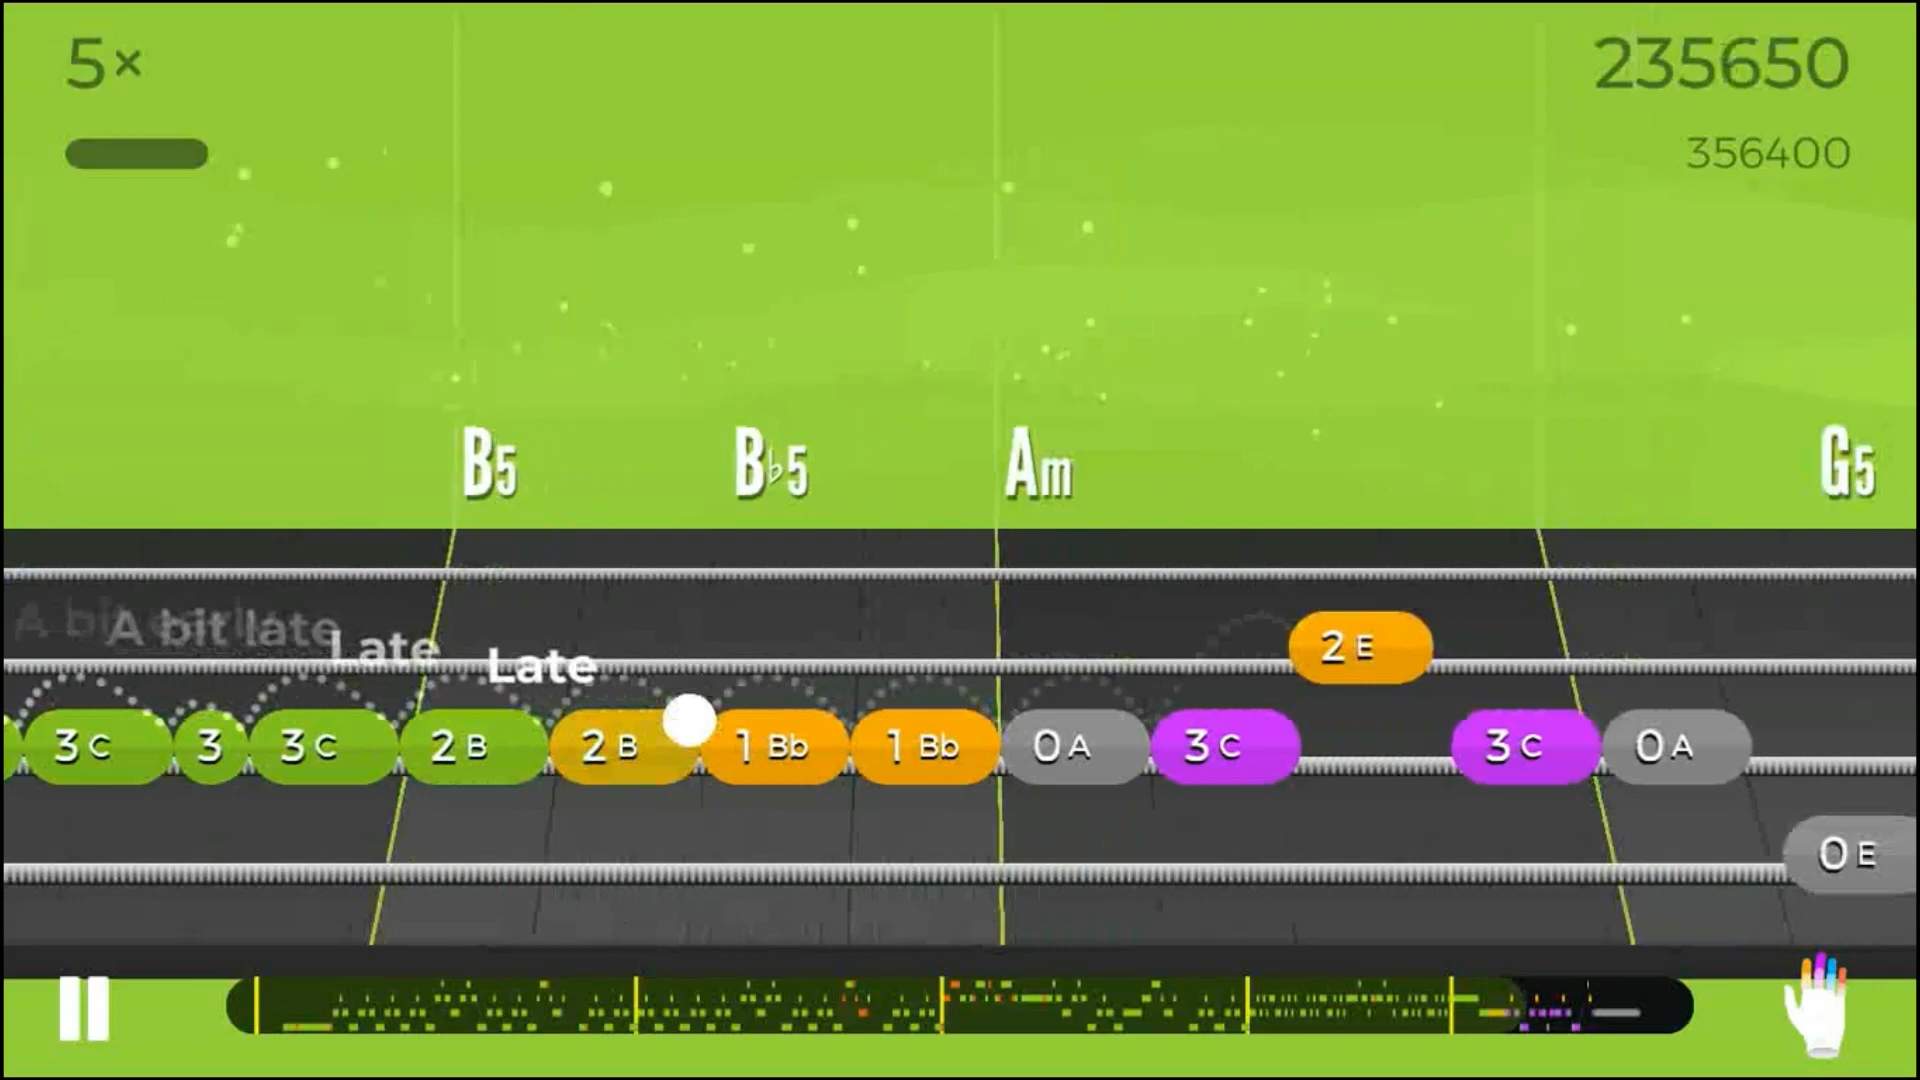 5×
235650
356400
B5
B♭5
Am
G5
A bit late
Late
Late
2 E
3 C
3
3 C
2 B
2 B
1 Bb
1 Bb
0 A
3 C
3 C
0 A
0 E